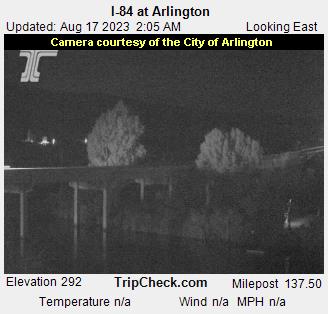 I-84 at Arlington
Updated: Aug 17 2023 2:05 AM Looking East
Camera courtesy of the City of Arlington
Elevation 292 TripCheck.com Milepost 137.50
Temperature n/a Wind n/a MPH n/a